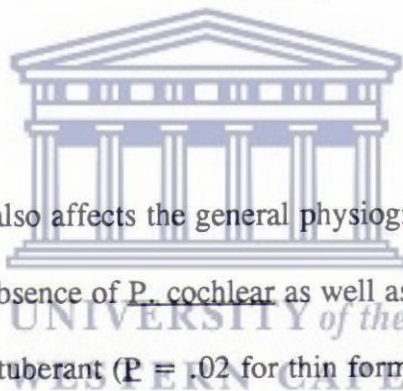 also affects the general physiog
bsence of P. cochlear as well as
UNIVERSITY of the
tuberant (P = .02 for thin form
WESTERN CAPE